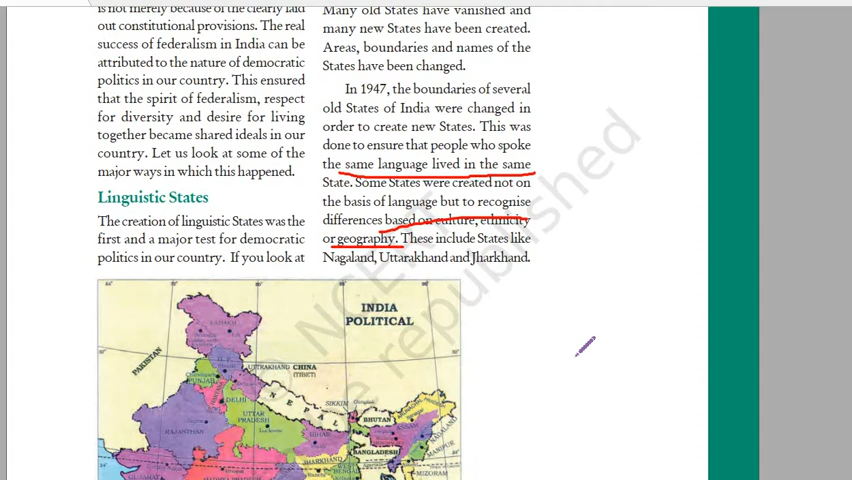 is not merely because of the clearly laid
out constitutional provisions. The real
success of federalism in India can be
attributed to the nature of democratic
politics in our country. This ensured
that the spirit of federalism, respect
for diversity and desire for living
together became shared ideals in our
country. Let us look at some of the
major ways in which this happened.
Linguistic States
The creation of linguistic States was the
first and a major test for democratic
politics in our country. If you look at
Many old States have vanished and
many new States have been created.
Areas, boundaries and names of the
States have been changed.
In 1947, the boundaries of several
old States of India were changed in
order to create new States. This was
done to ensure that people who spoke
the same language lived in the same
State. Some States were created not on
the basis of language but to recognise
differences based on culture, ethnicity
or geography. These include States like
Nagaland, Uttarakhand and Jharkhand.
© NCERT
be republished
INDIA
POLITICAL
PAKISTAN
LADAKH
H.P.
UTTRAKHAND
CHINA
(TIBET)
PUNJAB
DELHI
NEPAL
SIKKIM
BHUTAN
UTTAR
PRADESH
RAJASTHAN
BIHAR
ASSAM
NAGALAND
BANGLADESH
MANIPUR
JHARKHAND
WEST
BENGAL
MIZORAM
GUJARAT